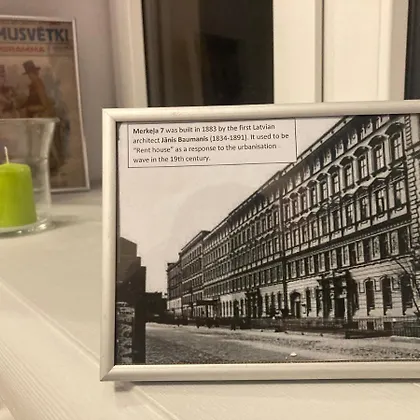 MUSVĒTKI
Merķeļa 7 was built in 1883 by the first Latvian
architect Jānis Baumanis (1834-1891). It used to be
"Rent house" as a response to the urbanisation
wave in the 19th century.